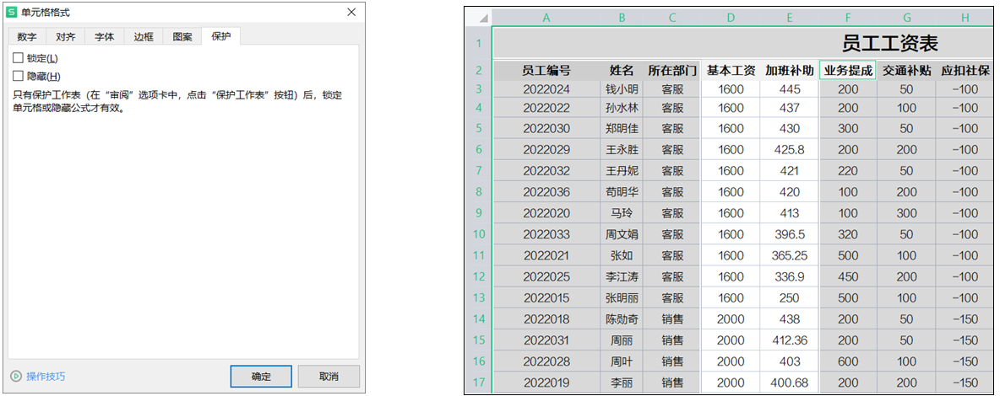 S 单元格格式
数字 对齐 字体 边框 图案 保护
锁定(L)
隐藏(H)
只有保护工作表（在“审阅”选项卡中，点击“保护工作表”按钮）后，锁定
单元格或隐藏公式才有效。
操作技巧 确定 取消
A B C D E F G H
1 员工工资表
2 员工编号 姓名 所在部门 基本工资 加班补助 业务提成 交通补贴 应扣社保
3 2022024 钱小明 客服 1600 445 200 50 -100
4 2022022 孙水林 客服 1600 437 200 100 -100
5 2022030 郑明佳 客服 1600 430 300 50 -100
6 2022029 王永胜 客服 1600 425.8 200 200 -100
7 2022032 王丹妮 客服 1600 421 220 50 -100
8 2022036 苟明华 客服 1600 420 100 200 -100
9 2022020 马玲 客服 1600 413 100 300 -100
10 2022033 周文娟 客服 1600 396.5 320 50 -100
11 2022021 张如 客服 1600 365.25 500 100 -100
12 2022025 李江涛 客服 1600 336.9 450 200 -100
13 2022015 张明丽 客服 1600 250 500 100 -100
14 2022018 陈勋奇 销售 2000 438 200 50 -150
15 2022031 周丽 销售 2000 412.36 200 50 -150
16 2022028 周叶 销售 2000 403 600 100 -150
17 2022019 李丽 销售 2000 400.68 200 200 -150